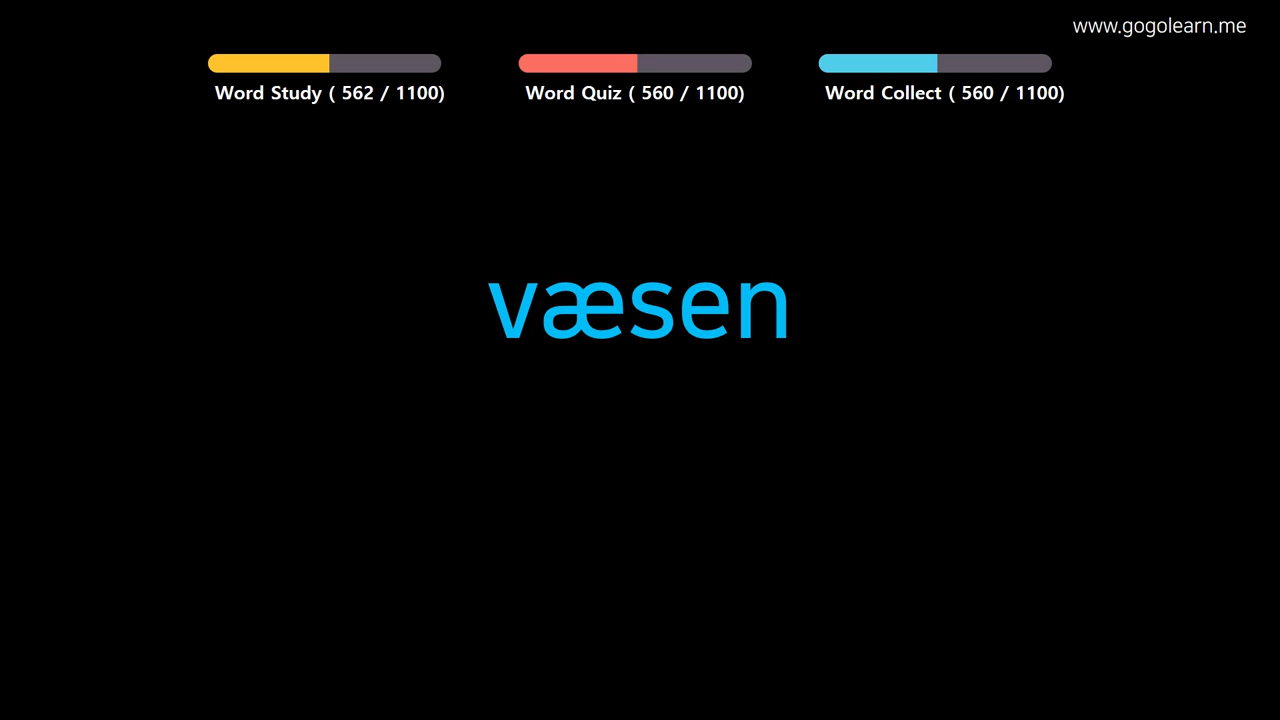 www.gogolearn.me
Word Study ( 562 / 1100)
Word Quiz ( 560 / 1100)
Word Collect ( 560 / 1100)
væsen